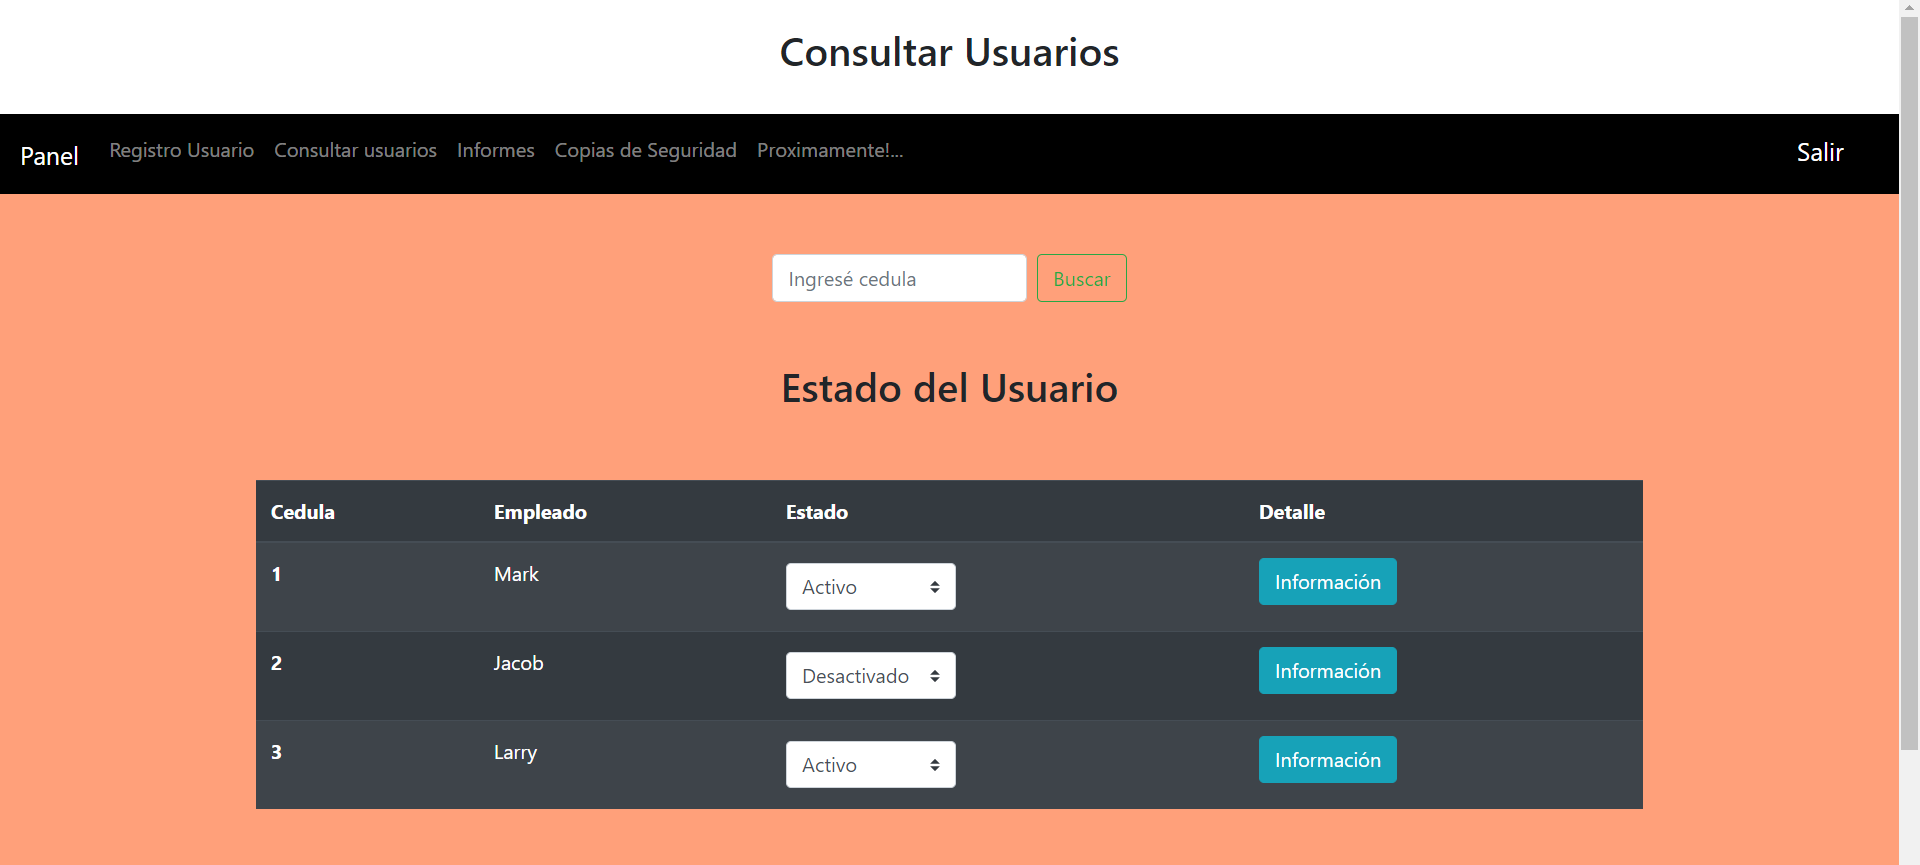 Consultar Usuarios
Panel Registro Usuario Consultar usuarios Informes Copias de Seguridad Proximamente!... Salir
Ingresé cedula Buscar
Estado del Usuario
Cedula Empleado Estado Detalle
1 Mark Activo Información
2 Jacob Desactivado Información
3 Larry Activo Información